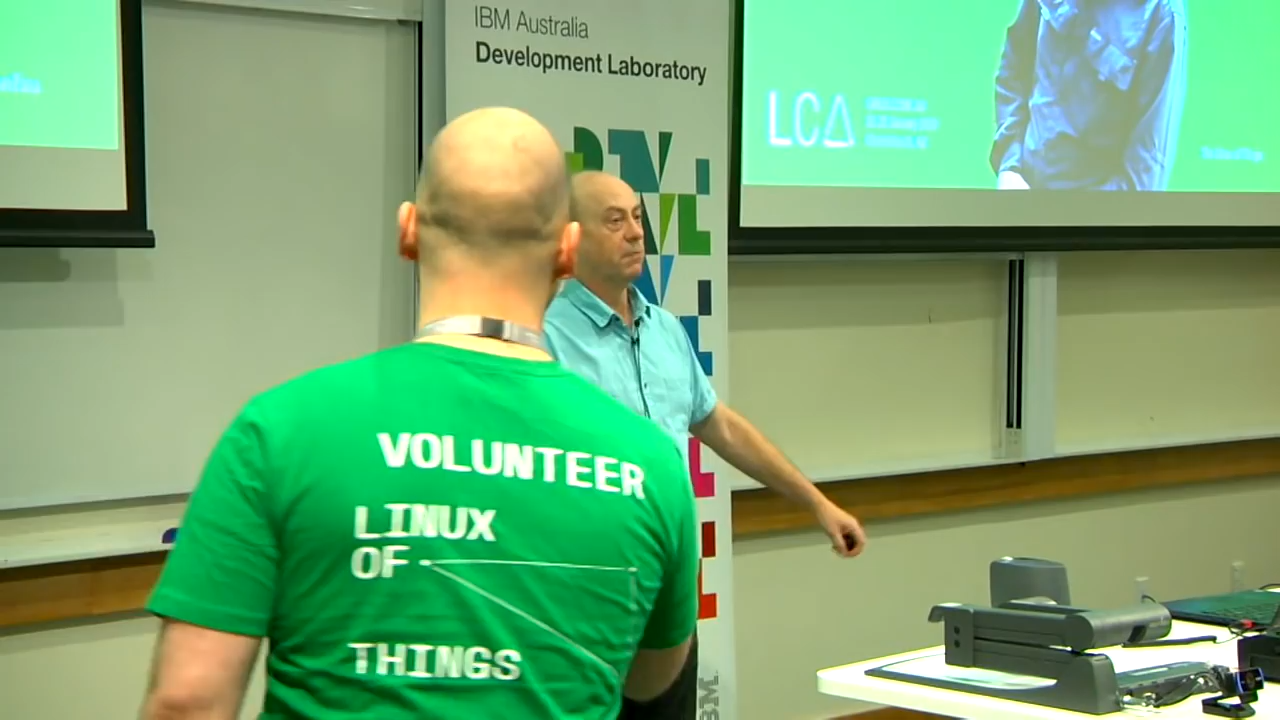 IBM Australia
Development Laboratory
LCA
VOLUNTEER
LINUX
OF
THINGS
IBM